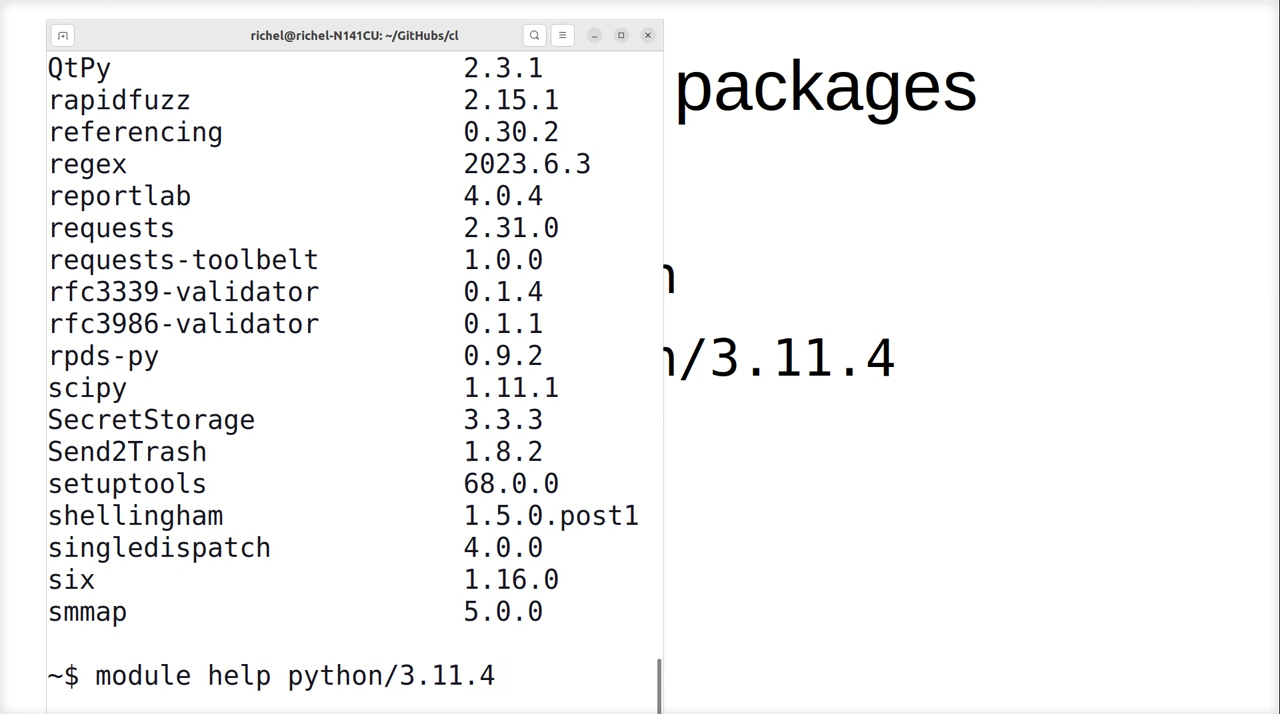 richel@richel-N141CU: ~/GitHubs/cl
QtPy 2.3.1
rapidfuzz 2.15.1
referencing 0.30.2
regex 2023.6.3
reportlab 4.0.4
requests 2.31.0
requests-toolbelt 1.0.0
rfc3339-validator 0.1.4
rfc3986-validator 0.1.1
rpds-py 0.9.2
scipy 1.11.1
SecretStorage 3.3.3
Send2Trash 1.8.2
setuptools 68.0.0
shellingham 1.5.0.post1
singledispatch 4.0.0
six 1.16.0
smmap 5.0.0
~$ module help python/3.11.4
packages
n
n/3.11.4